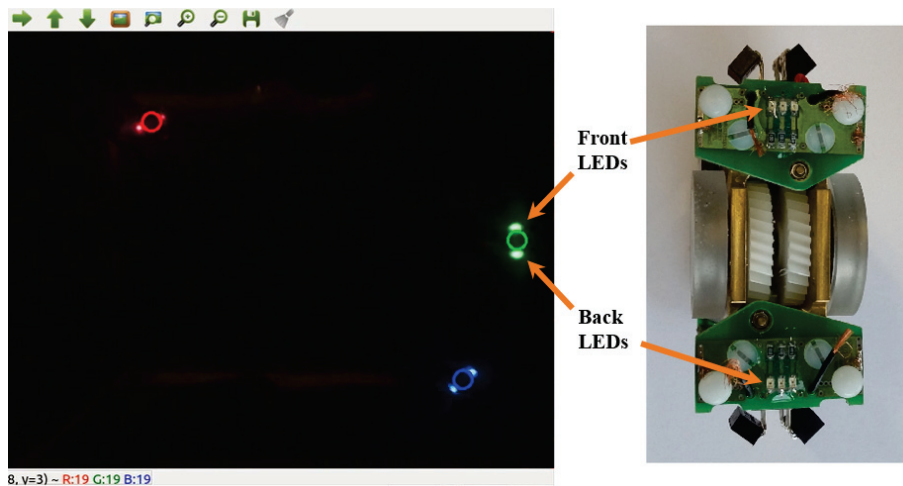 Front
LEDs
Back
LEDs
8, y=3) ~ R:19 G:19 B:19